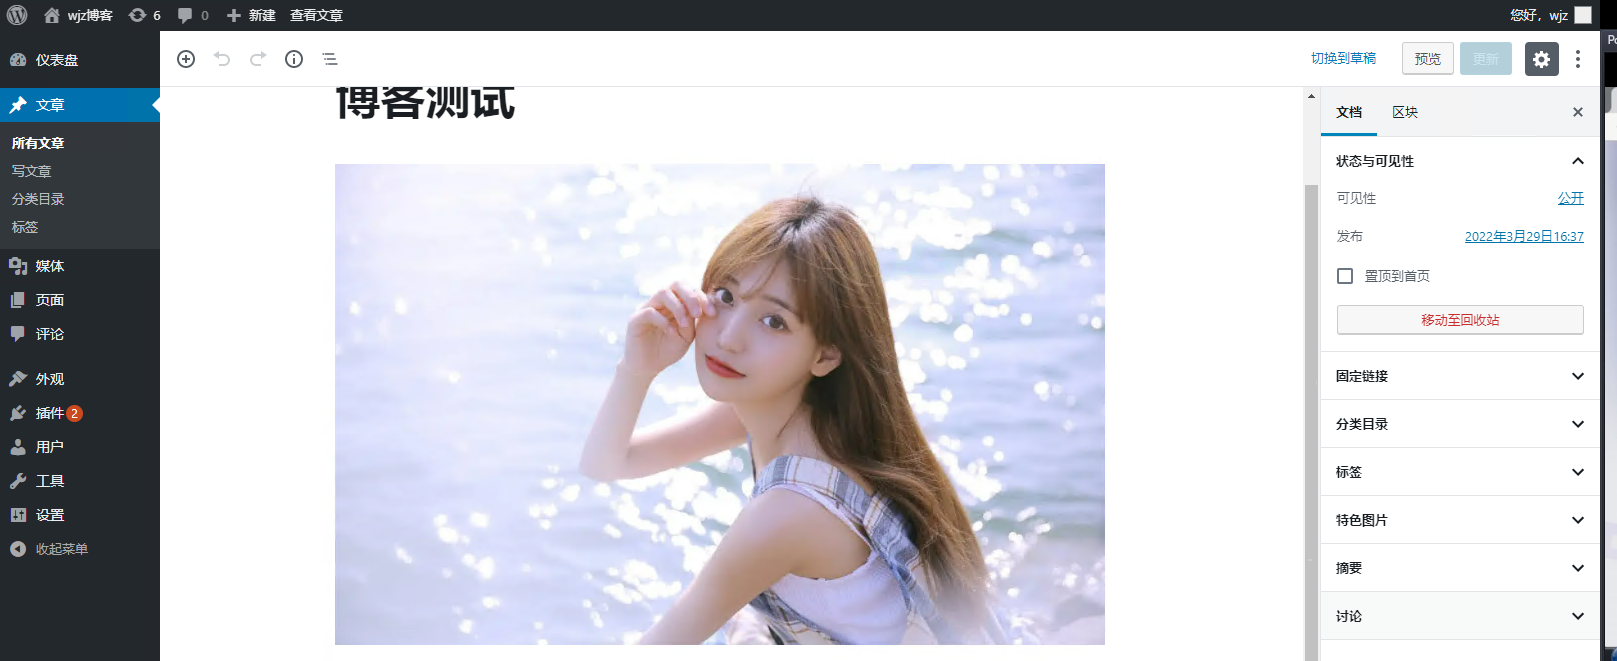 wjz博客 6 0 新建 查看文章 您好，wjz
仪表盘
文章
所有文章
写文章
分类目录
标签
媒体
页面
评论
外观
插件 2
用户
工具
设置
收起菜单
切换到草稿 预览 更新
博客测试
文档 区块
状态与可见性
可见性 公开
发布 2022年3月29日16:37
置顶到首页
移动至回收站
固定链接
分类目录
标签
特色图片
摘要
讨论